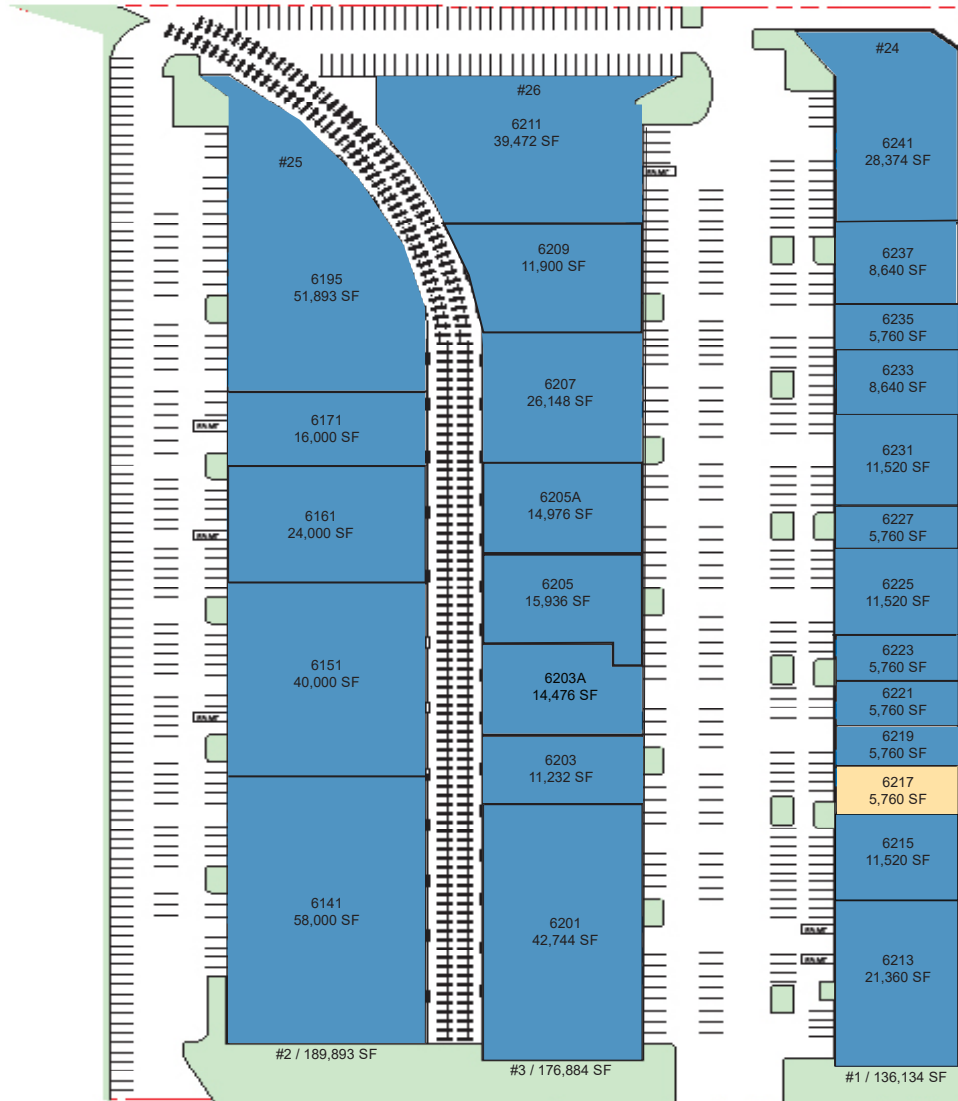 #25
6195
51,893 SF
6171
16,000 SF
6161
24,000 SF
6151
40,000 SF
6141
58,000 SF
#2 / 189,893 SF
#26
6211
39,472 SF
6209
11,900 SF
6207
26,148 SF
6205A
14,976 SF
6205
15,936 SF
6203A
14,476 SF
6203
11,232 SF
6201
42,744 SF
#3 / 176,884 SF
#24
6241
28,374 SF
6237
8,640 SF
6235
5,760 SF
6233
8,640 SF
6231
11,520 SF
6227
5,760 SF
6225
11,520 SF
6223
5,760 SF
6221
5,760 SF
6219
5,760 SF
6217
5,760 SF
6215
11,520 SF
6213
21,360 SF
#1 / 136,134 SF